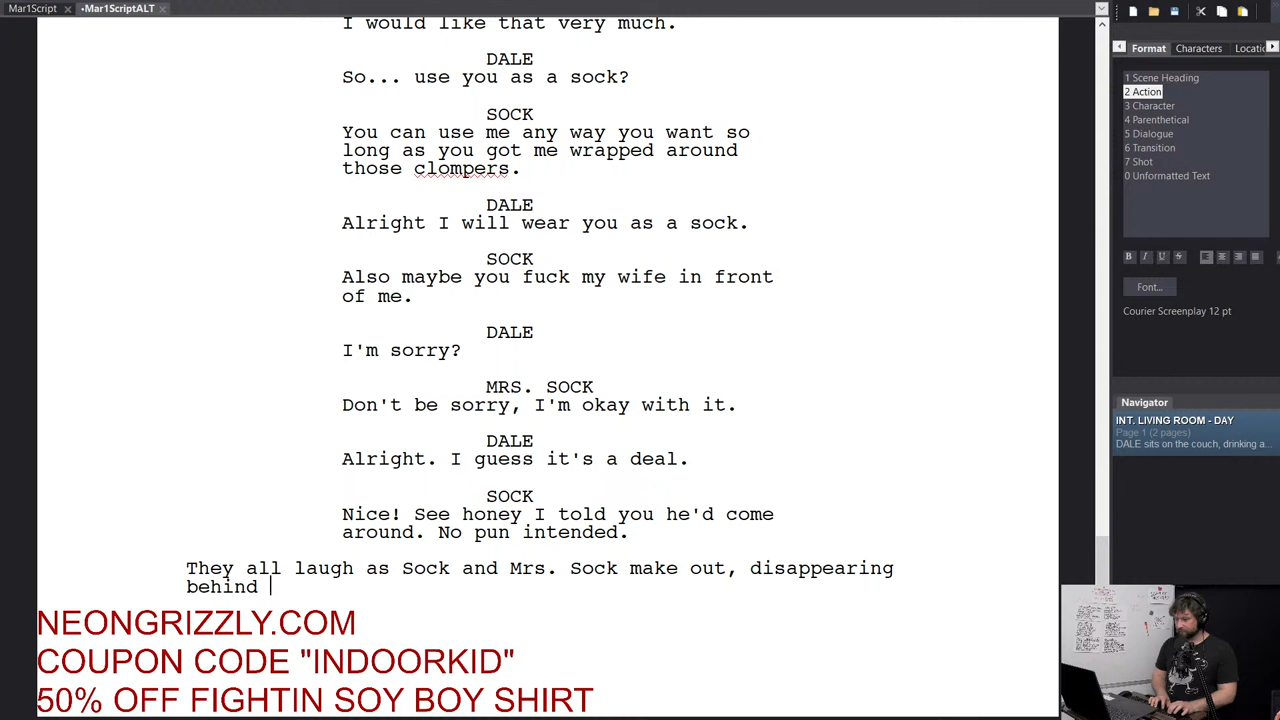 Mar1Script
•Mar1ScriptALT
I would like that very much.
DALE
So... use you as a sock?
SOCK
You can use me any way you want so
long as you got me wrapped around
those clompers.
DALE
Alright I will wear you as a sock.
SOCK
Also maybe you fuck my wife in front
of me.
DALE
I'm sorry?
MRS. SOCK
Don't be sorry, I'm okay with it.
DALE
Alright. I guess it's a deal.
SOCK
Nice! See honey I told you he'd come
around. No pun intended.
They all laugh as Sock and Mrs. Sock make out, disappearing
behind
NEONGRIZZLY.COM
COUPON CODE "INDOORKID"
50% OFF FIGHTIN SOY BOY SHIRT
Format
Characters
Locati
1 Scene Heading
2 Action
3 Character
4 Parenthetical
5 Dialogue
6 Transition
7 Shot
0 Unformatted Text
B I U S
Font...
Courier Screenplay 12 pt
Navigator
INT. LIVING ROOM - DAY
Page 1 (2 pages)
DALE sits on the couch, drinking a...